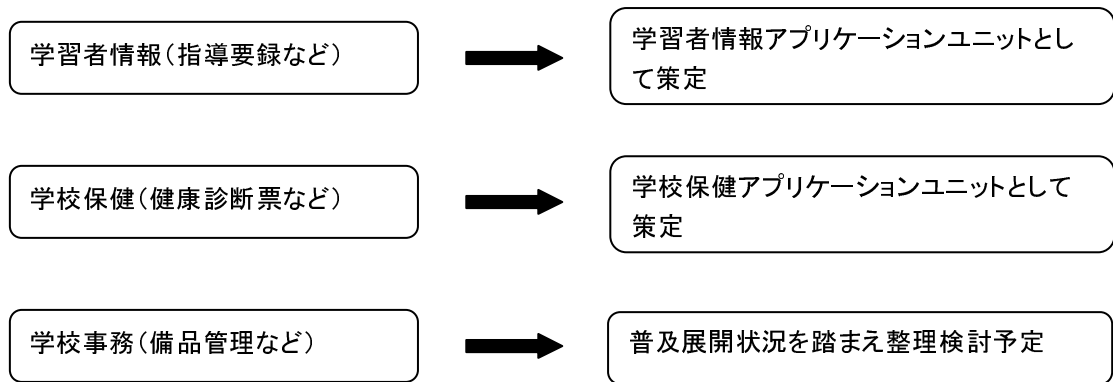 学習者情報(指導要録など)
学習者情報アプリケーションユニットとし
て策定
学校保健(健康診断票など)
学校保健アプリケーションユニットとして
策定
学校事務(備品管理など)
普及展開状況を踏まえ整理検討予定